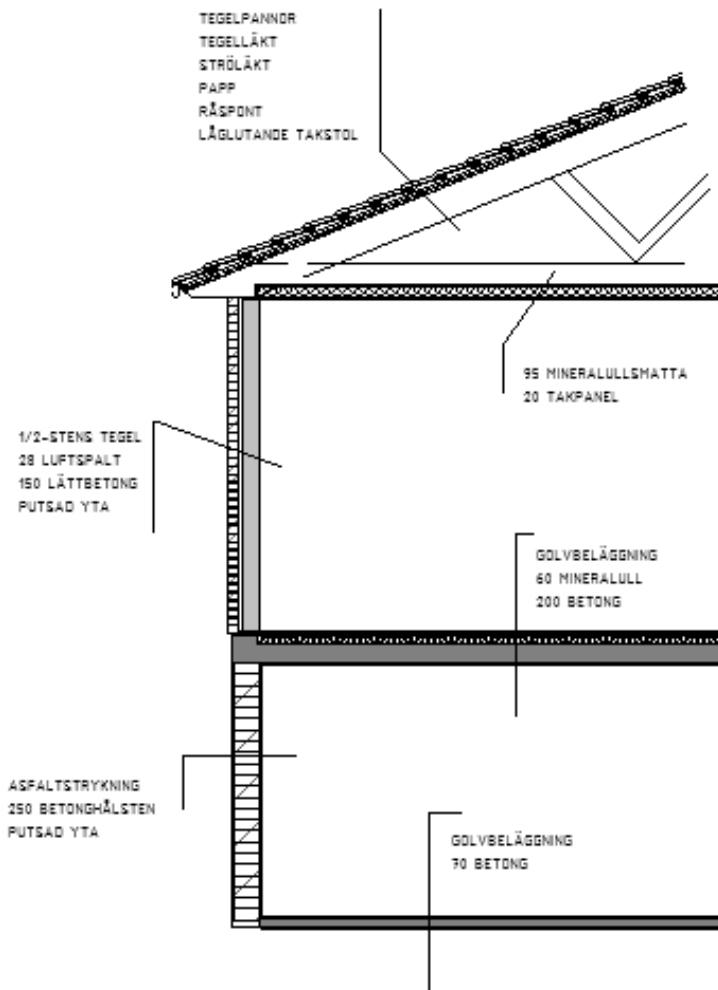 TEGELPANNOR
TEGELLÄKT
STRÖLÄKT
PAPP
RÅSPONT
LÅGLUTANDE TAKSTOL
95 MINERALULLSMATTA
20 TAKPANEL
1/2-STENS TEGEL
28 LUFTSPALT
150 LÄTTBETONG
PUTSAD YTA
GOLVBELÄGGNING
60 MINERALULL
200 BETONG
ASFALTSTRYKNING
250 BETONGHÅLSTEN
PUTSAD YTA
GOLVBELÄGGNING
70 BETONG